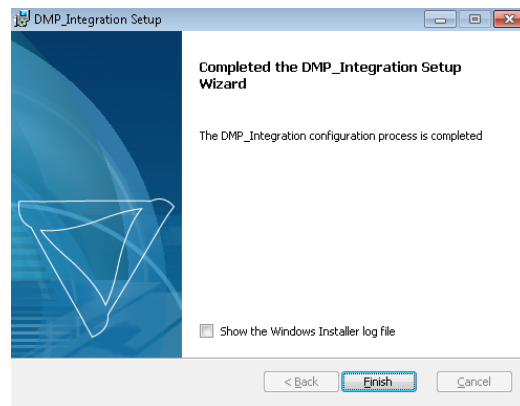 DMP_Integration Setup
Completed the DMP_Integration Setup
Wizard
The DMP_Integration configuration process is completed
Show the Windows Installer log file
< Back
Finish
Cancel